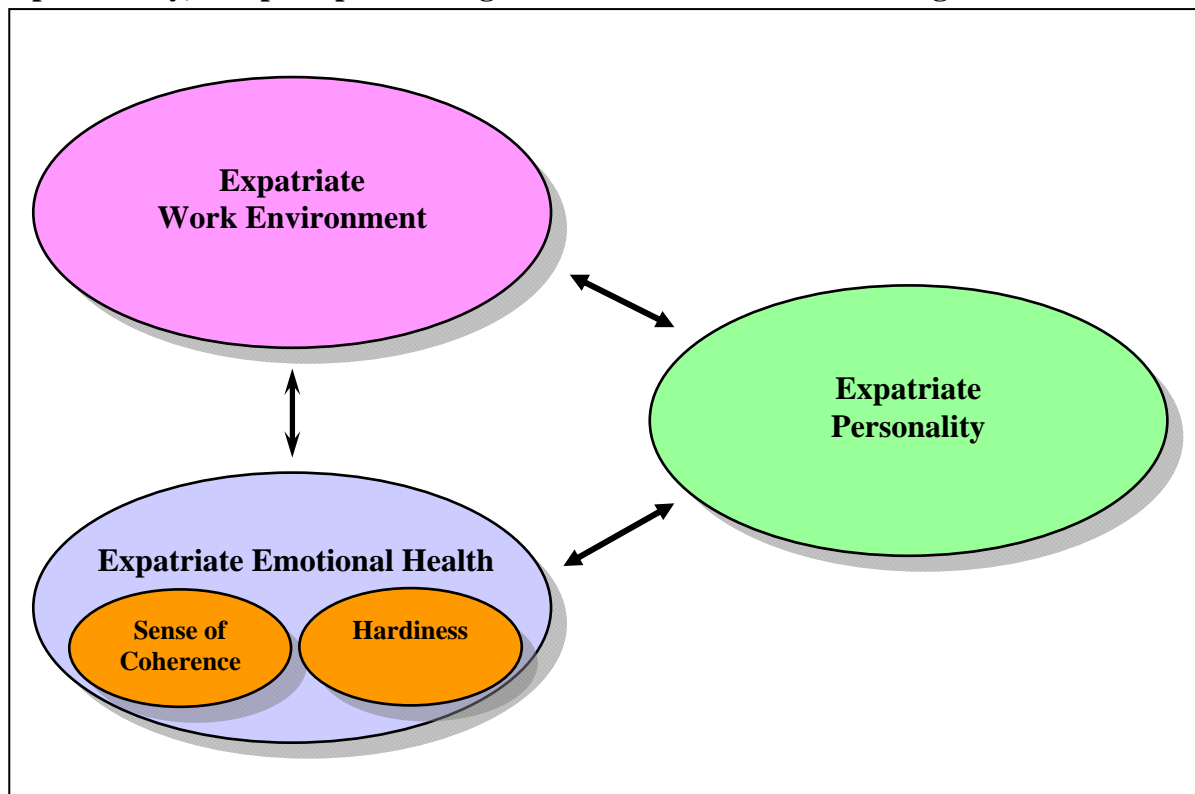 Expatriate
Work Environment
Expatriate
Personality
Expatriate Emotional Health
Sense of
Coherence
Hardiness